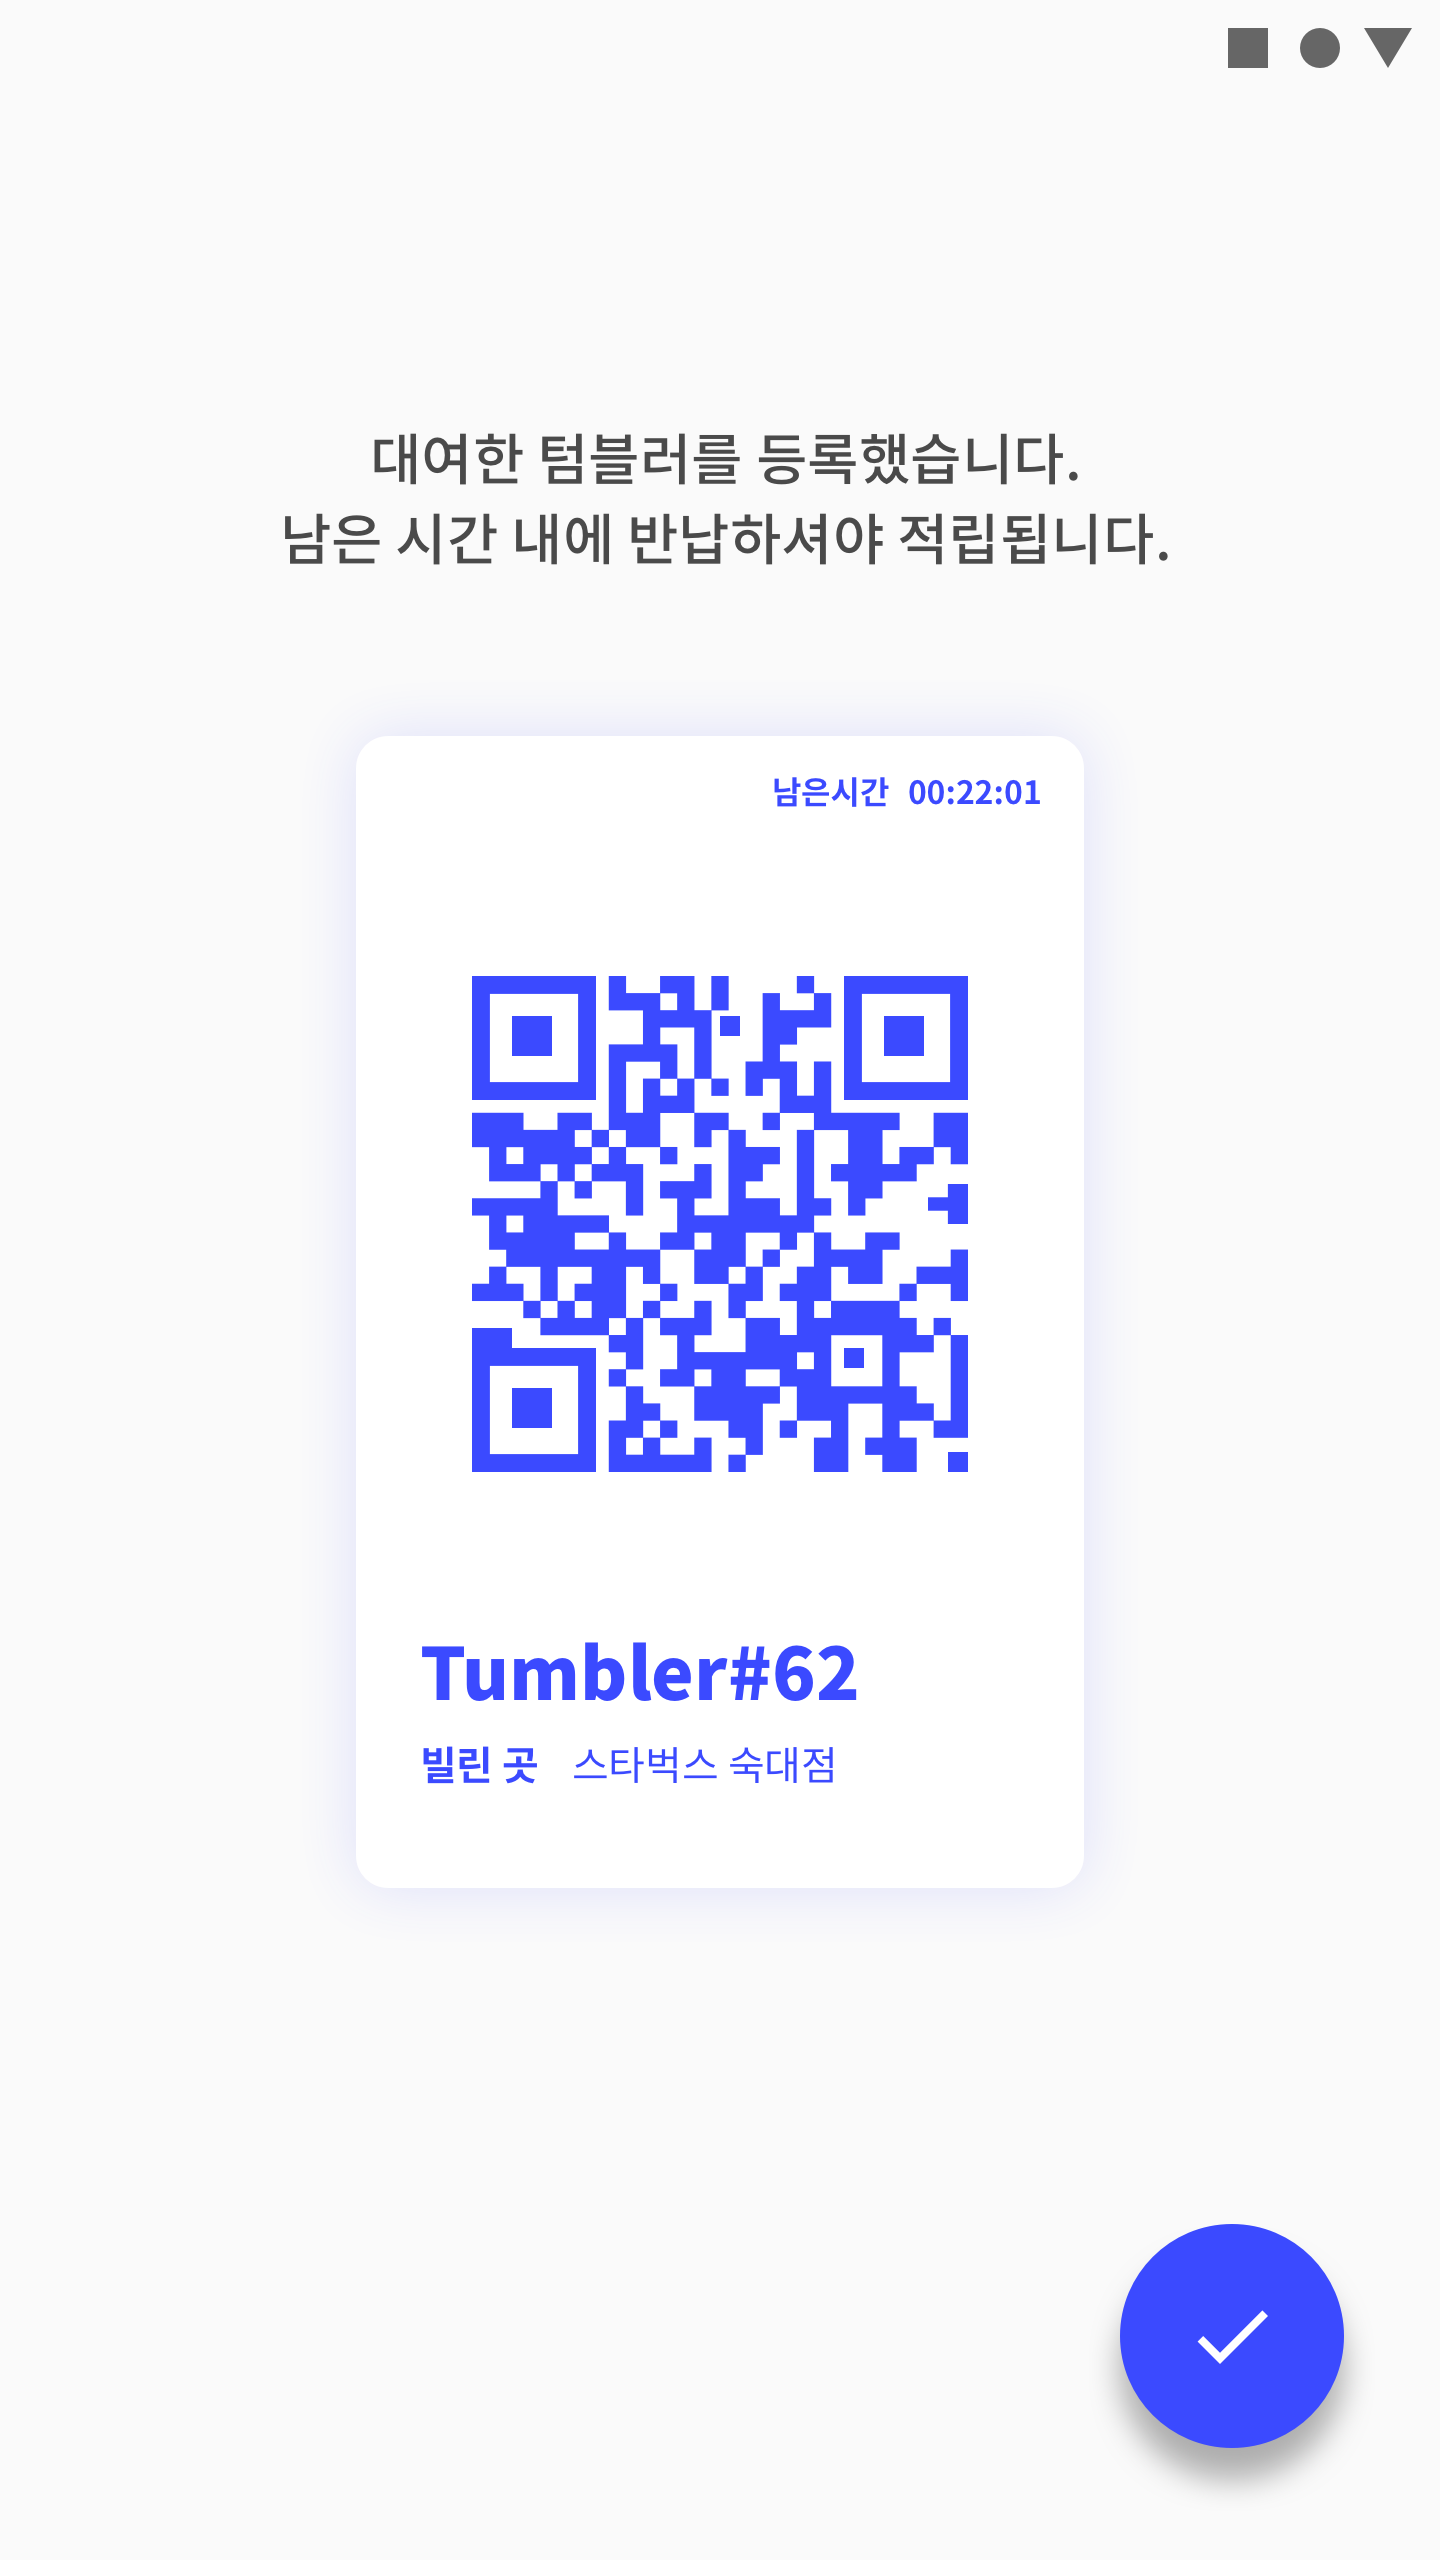 대여한 텀블러를 등록했습니다.
남은 시간 내에 반납하셔야 적립됩니다.
남은시간 00:22:01
Tumbler#62
빌린 곳 스타벅스 숙대점